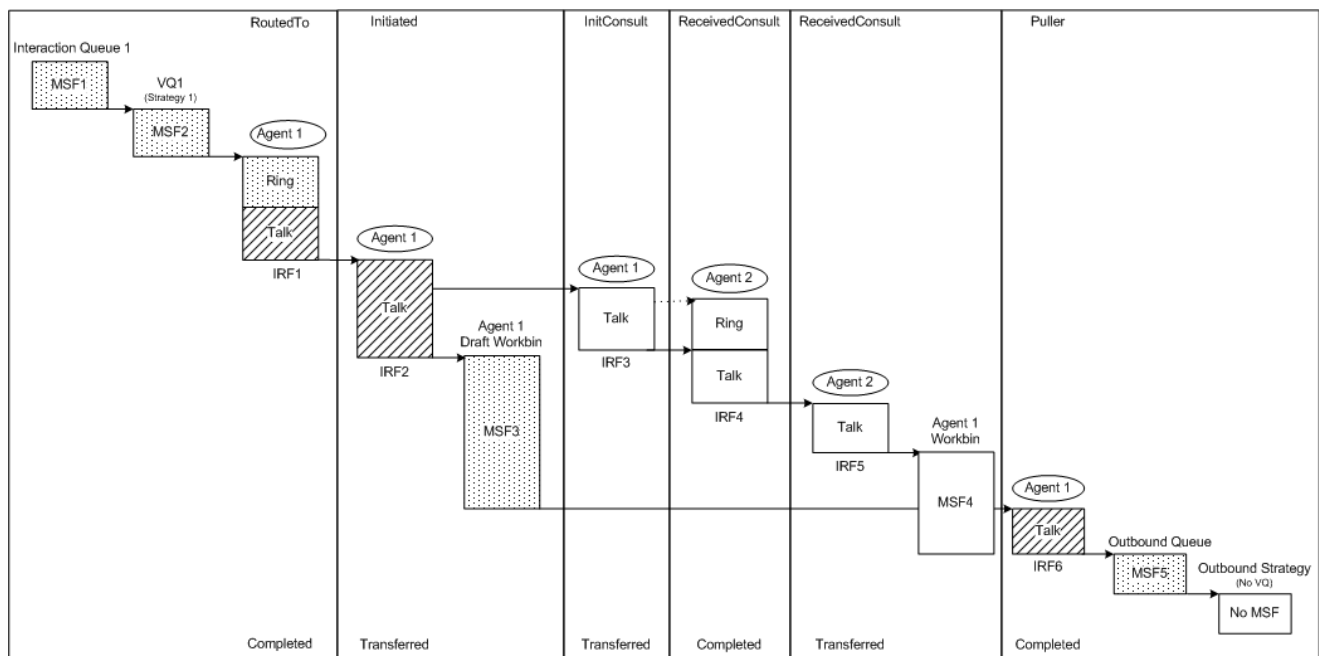 RoutedTo
Initiated
InitConsult
ReceivedConsult
ReceivedConsult
Puller
Interaction Queue 1
MSF1
VQ1
(Strategy 1)
MSF2
Agent 1
Ring
Talk
IRF1
Agent 1
Talk
IRF2
Agent 1
Draft Workbin
MSF3
Agent 1
Talk
IRF3
Agent 2
Ring
Talk
IRF4
Agent 2
Talk
IRF5
Agent 1
Workbin
MSF4
Agent 1
Talk
IRF6
Outbound Queue
MSF5
Outbound Strategy
(No VQ)
No MSF
Completed
Transferred
Transferred
Completed
Transferred
Completed